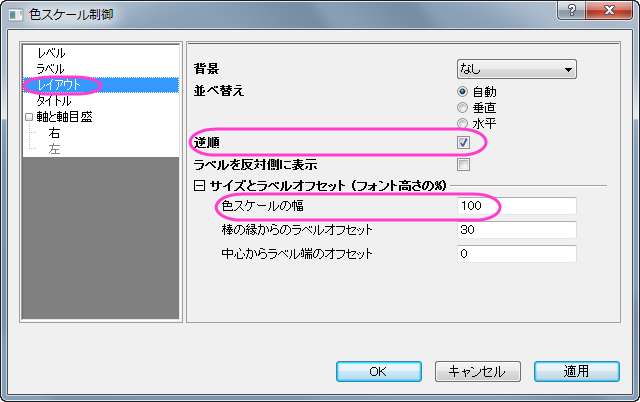 色スケール制御
レベル
ラベル
レイアウト
タイトル
軸と軸目盛
右
左
背景 なし
並べ替え 自動
垂直
水平
逆順
ラベルを反対側に表示
サイズとラベルオフセット (フォント高さの%)
色スケールの幅 100
棒の縁からのラベルオフセット 30
中心からラベル端のオフセット 0
OK キャンセル 適用